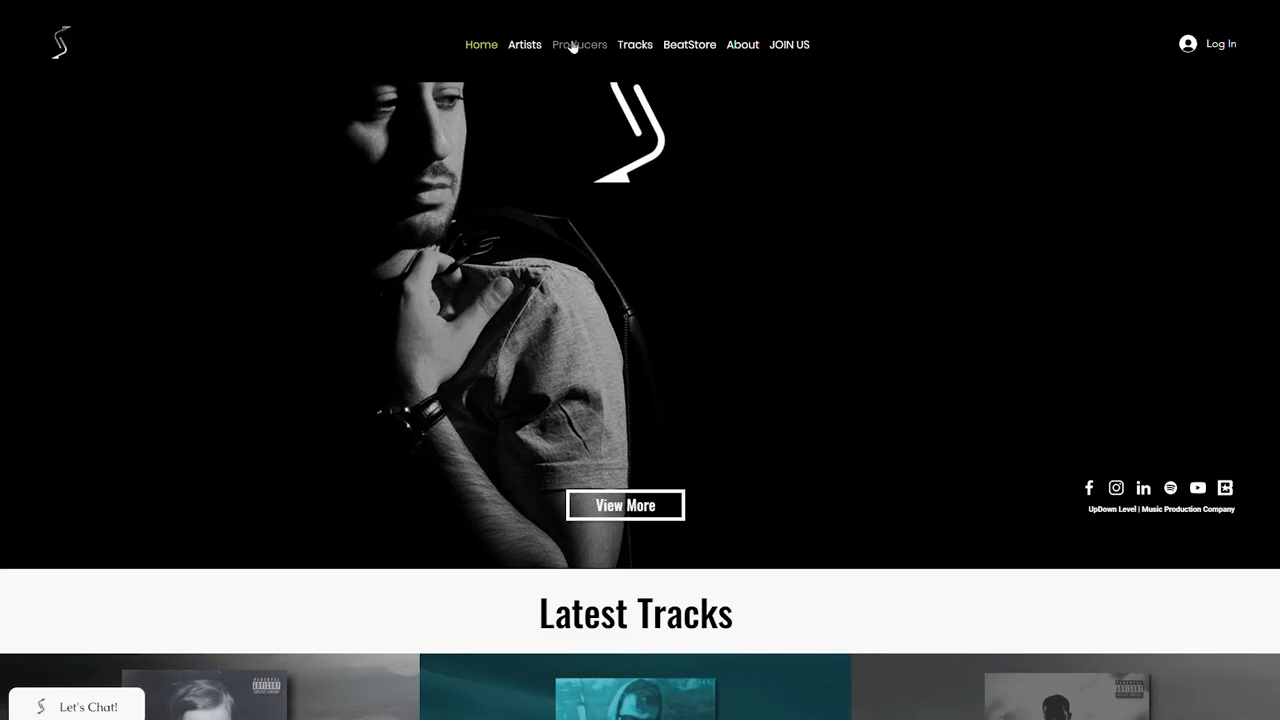 Home Artists Producers Tracks BeatStore About JOIN US
Log In
View More
UpDown Level | Music Production Company
Latest Tracks
Let's Chat!